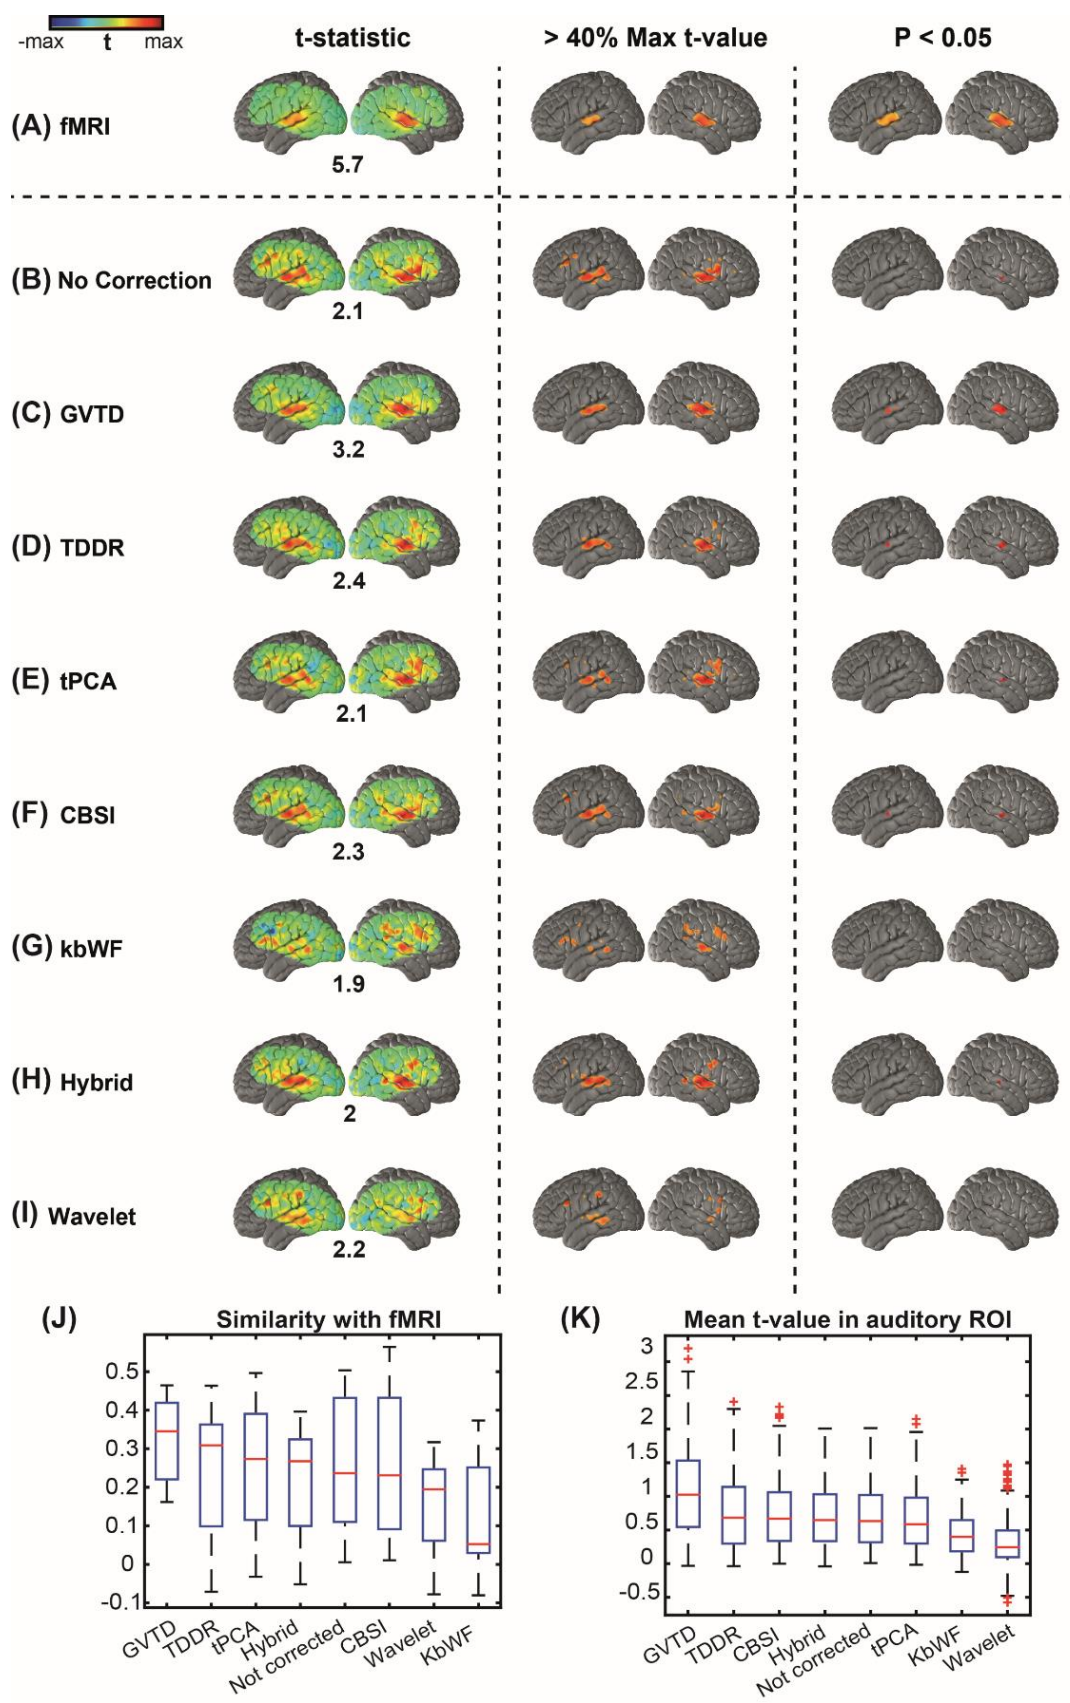 -max t max
t-statistic
> 40% Max t-value
P < 0.05
(A) fMRI
5.7
(B) No Correction
2.1
(C) GVTD
3.2
(D) TDDR
2.4
(E) tPCA
2.1
(F) CBSI
2.3
(G) kbWF
1.9
(H) Hybrid
2
(I) Wavelet
2.2
(J) Similarity with fMRI
0.5
0.4
0.3
0.2
0.1
0
-0.1
GVTD
TDDR
tPCA
Hybrid
Not corrected
CBSI
Wavelet
KbWF
(K) Mean t-value in auditory ROI
3
2.5
2
1.5
1
0.5
0
-0.5
GVTD
TDDR
CBSI
Hybrid
Not corrected
tPCA
KbWF
Wavelet